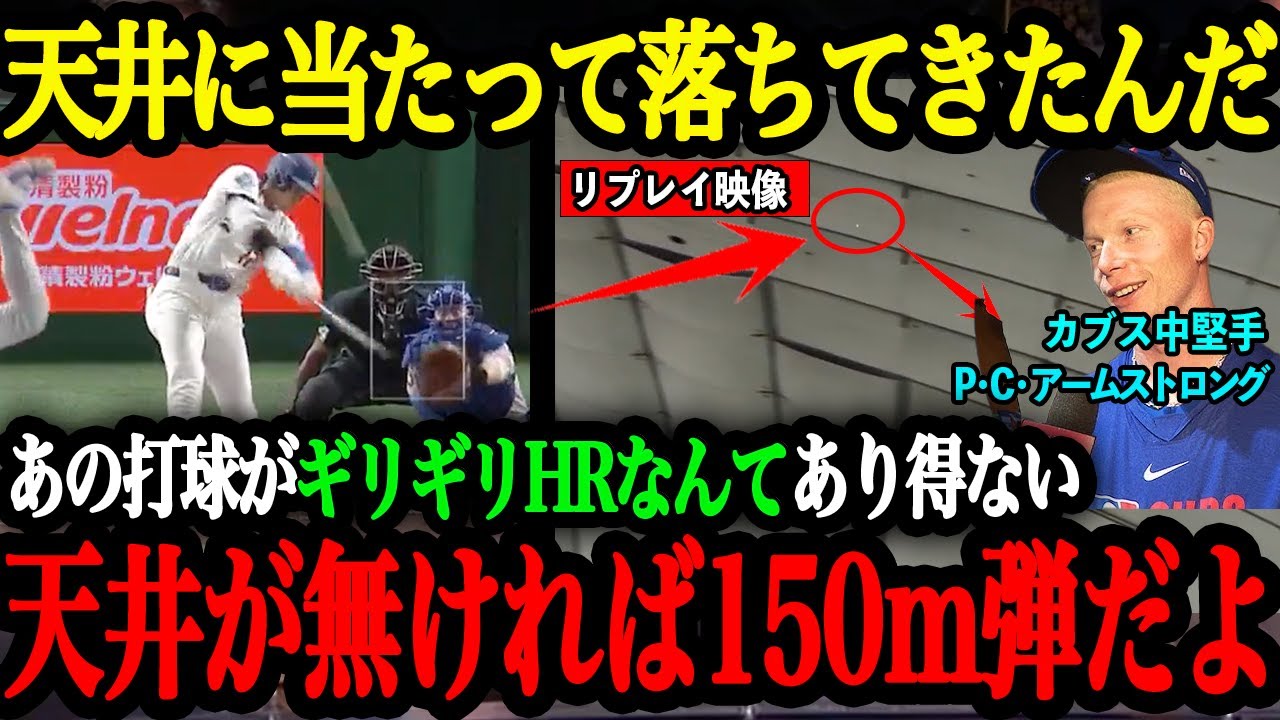 天井に当たって落ちてきたんだ
清製粉
welna
清製粉ウェル
リプレイ映像
カブス中堅手
P・C・アームストロング
あの打球がギリギリHRなんてあり得ない
天井が無ければ150m弾だよ